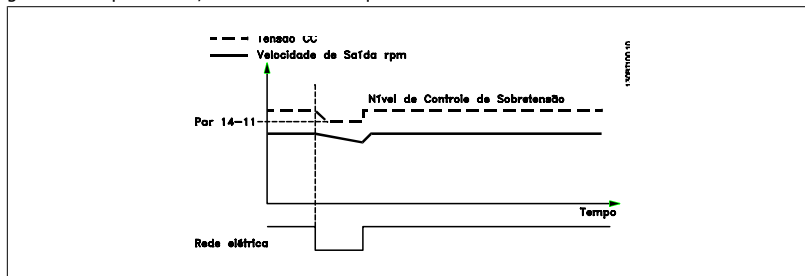 Tensão CC
Velocidade de Saída rpm
Nível de Controle de Sobretensão
Par 14-11
Tempo
Rede elétrica